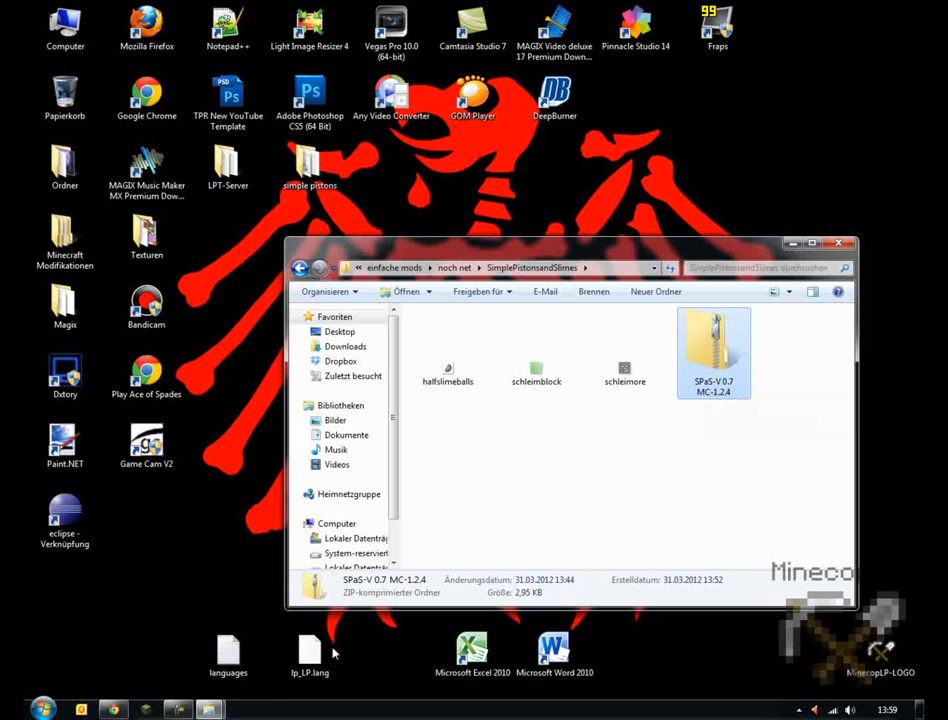 99
Computer
Mozilla Firefox
Notepad++
Light Image Resizer 4
Vegas Pro 10.0
(64-bit)
Camtasia Studio 7
MAGIX Video deluxe
17 Premium Down...
Pinnacle Studio 14
Fraps
PSD
Ps
DB
Papierkorb
Google Chrome
TPR New YouTube
Template
Adobe Photoshop
CS5 (64 Bit)
Any Video Converter
GOM Player
DeepBurner
Ordner
MAGIX Music Maker
MX Premium Dow...
LPT-Server
simple pistons
Minecraft
Modifikationen
Texturen
Magix
Bandicam
Dxtory
Play Ace of Spades
Paint.NET
Game Cam V2
eclipse -
Verknüpfung
« einfache mods ▸ noch net ▸ SimplePistonsandSlimes ▸
SimplePistonsandSlimes durchsuchen
Organisieren
Öffnen
Freigeben für
E-Mail
Brennen
Neuer Ordner
Favoriten
Desktop
Downloads
Dropbox
Zuletzt besucht
Bibliotheken
Bilder
Dokumente
Musik
Videos
Heimnetzgruppe
Computer
Lokaler Datenträ
System-reserviert
Lokaler Datenträ
halfslimeballs
schleimblock
schleimore
SPaS-V 0.7
MC-1.2.4
SPaS-V 0.7 MC-1.2.4
Änderungsdatum: 31.03.2012 13:44
Erstelldatum: 31.03.2012 13:52
ZIP-komprimierter Ordner
Größe: 2,95 KB
Mineco
languages
lp_LP.lang
Microsoft Excel 2010
Microsoft Word 2010
MinecopLP-LOGO
13:59